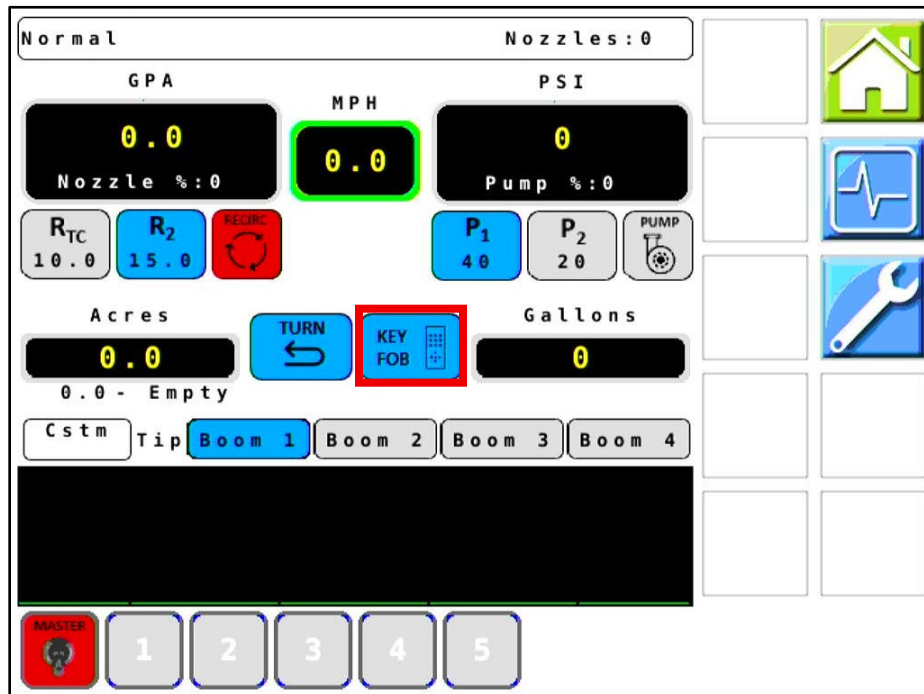 Normal Nozzles:0
GPA MPH PSI
0.0 0.0 0
Nozzle %:0 Pump %:0
RTC R2 RECIRC P1 P2 PUMP
10.0 15.0 40 20
Acres TURN KEY FOB Gallons
0.0 0
0.0- Empty
Cstm Tip Boom 1 Boom 2 Boom 3 Boom 4
MASTER 1 2 3 4 5